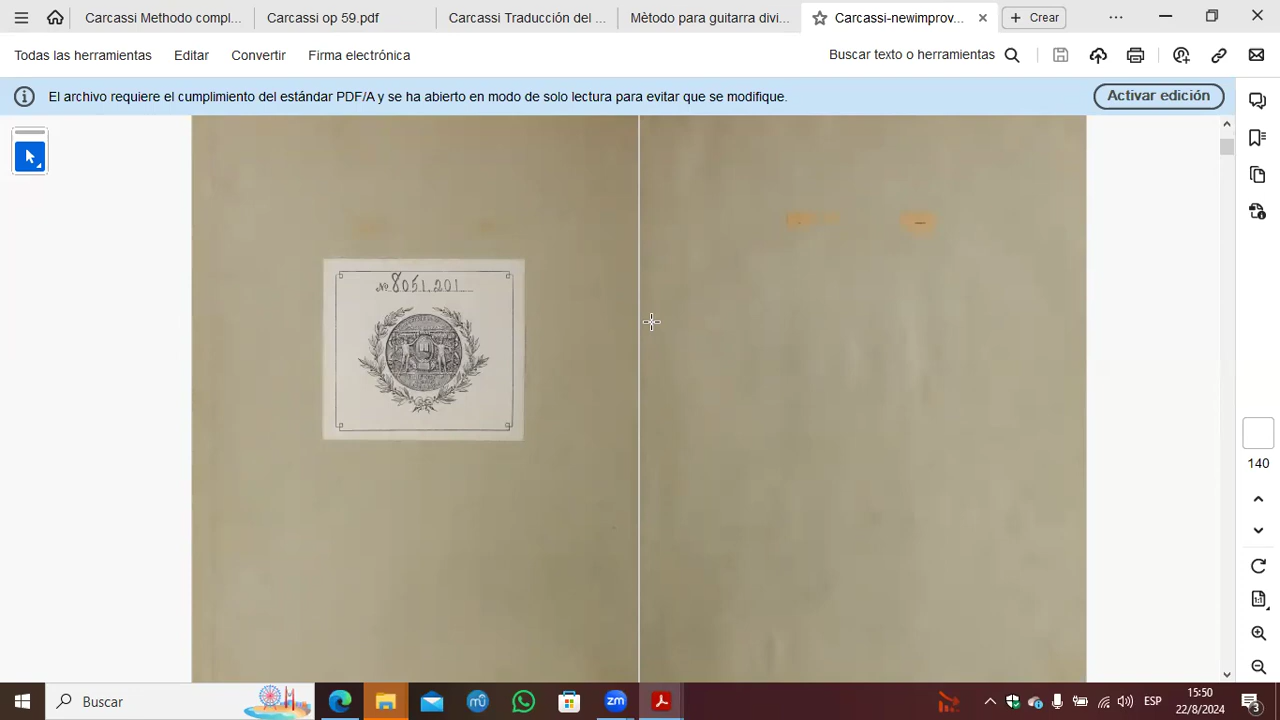 Carcassi Methodo compl...
Carcassi op 59.pdf
Carcassi Traducción del ...
Mètodo para guitarra divi...
Carcassi-newimprov...
Crear
Todas las herramientas
Editar
Convertir
Firma electrónica
Buscar texto o herramientas
El archivo requiere el cumplimiento del estándar PDF/A y se ha abierto en modo de solo lectura para evitar que se modifique.
Activar edición
No 8051.201
140
Buscar
zm
ESP
15:50
22/8/2024
3